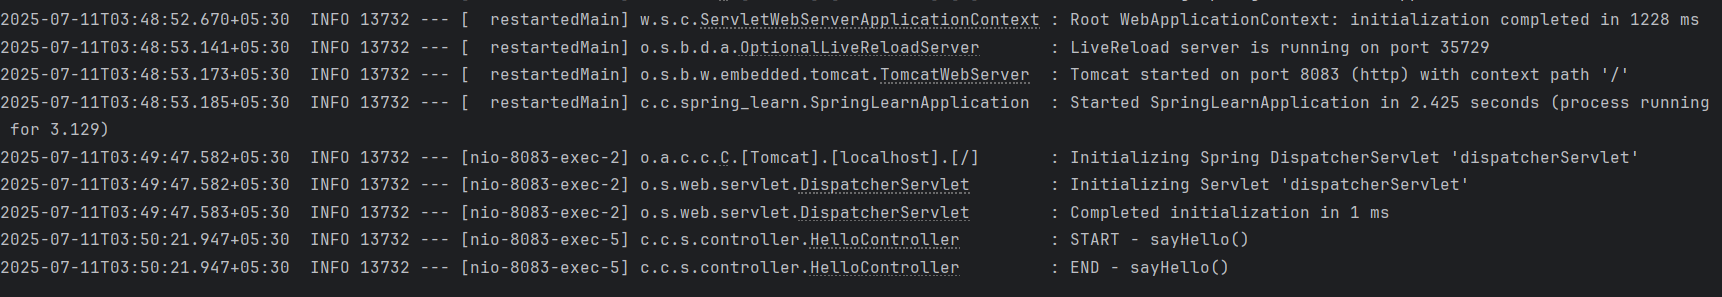 2025-07-11T03:48:52.670+05:30  INFO 13732 --- [  restartedMain] w.s.c.ServletWebServerApplicationContext : Root WebApplicationContext: initialization completed in 1228 ms
2025-07-11T03:48:53.141+05:30  INFO 13732 --- [  restartedMain] o.s.b.d.a.OptionalLiveReloadServer       : LiveReload server is running on port 35729
2025-07-11T03:48:53.173+05:30  INFO 13732 --- [  restartedMain] o.s.b.w.embedded.tomcat.TomcatWebServer  : Tomcat started on port 8083 (http) with context path '/'
2025-07-11T03:48:53.185+05:30  INFO 13732 --- [  restartedMain] c.c.spring_learn.SpringLearnApplication  : Started SpringLearnApplication in 2.425 seconds (process running
 for 3.129)
2025-07-11T03:49:47.582+05:30  INFO 13732 --- [nio-8083-exec-2] o.a.c.c.C.[Tomcat].[localhost].[/]       : Initializing Spring DispatcherServlet 'dispatcherServlet'
2025-07-11T03:49:47.582+05:30  INFO 13732 --- [nio-8083-exec-2] o.s.web.servlet.DispatcherServlet        : Initializing Servlet 'dispatcherServlet'
2025-07-11T03:49:47.583+05:30  INFO 13732 --- [nio-8083-exec-2] o.s.web.servlet.DispatcherServlet        : Completed initialization in 1 ms
2025-07-11T03:50:21.947+05:30  INFO 13732 --- [nio-8083-exec-5] c.c.s.controller.HelloController         : START - sayHello()
2025-07-11T03:50:21.947+05:30  INFO 13732 --- [nio-8083-exec-5] c.c.s.controller.HelloController         : END - sayHello()